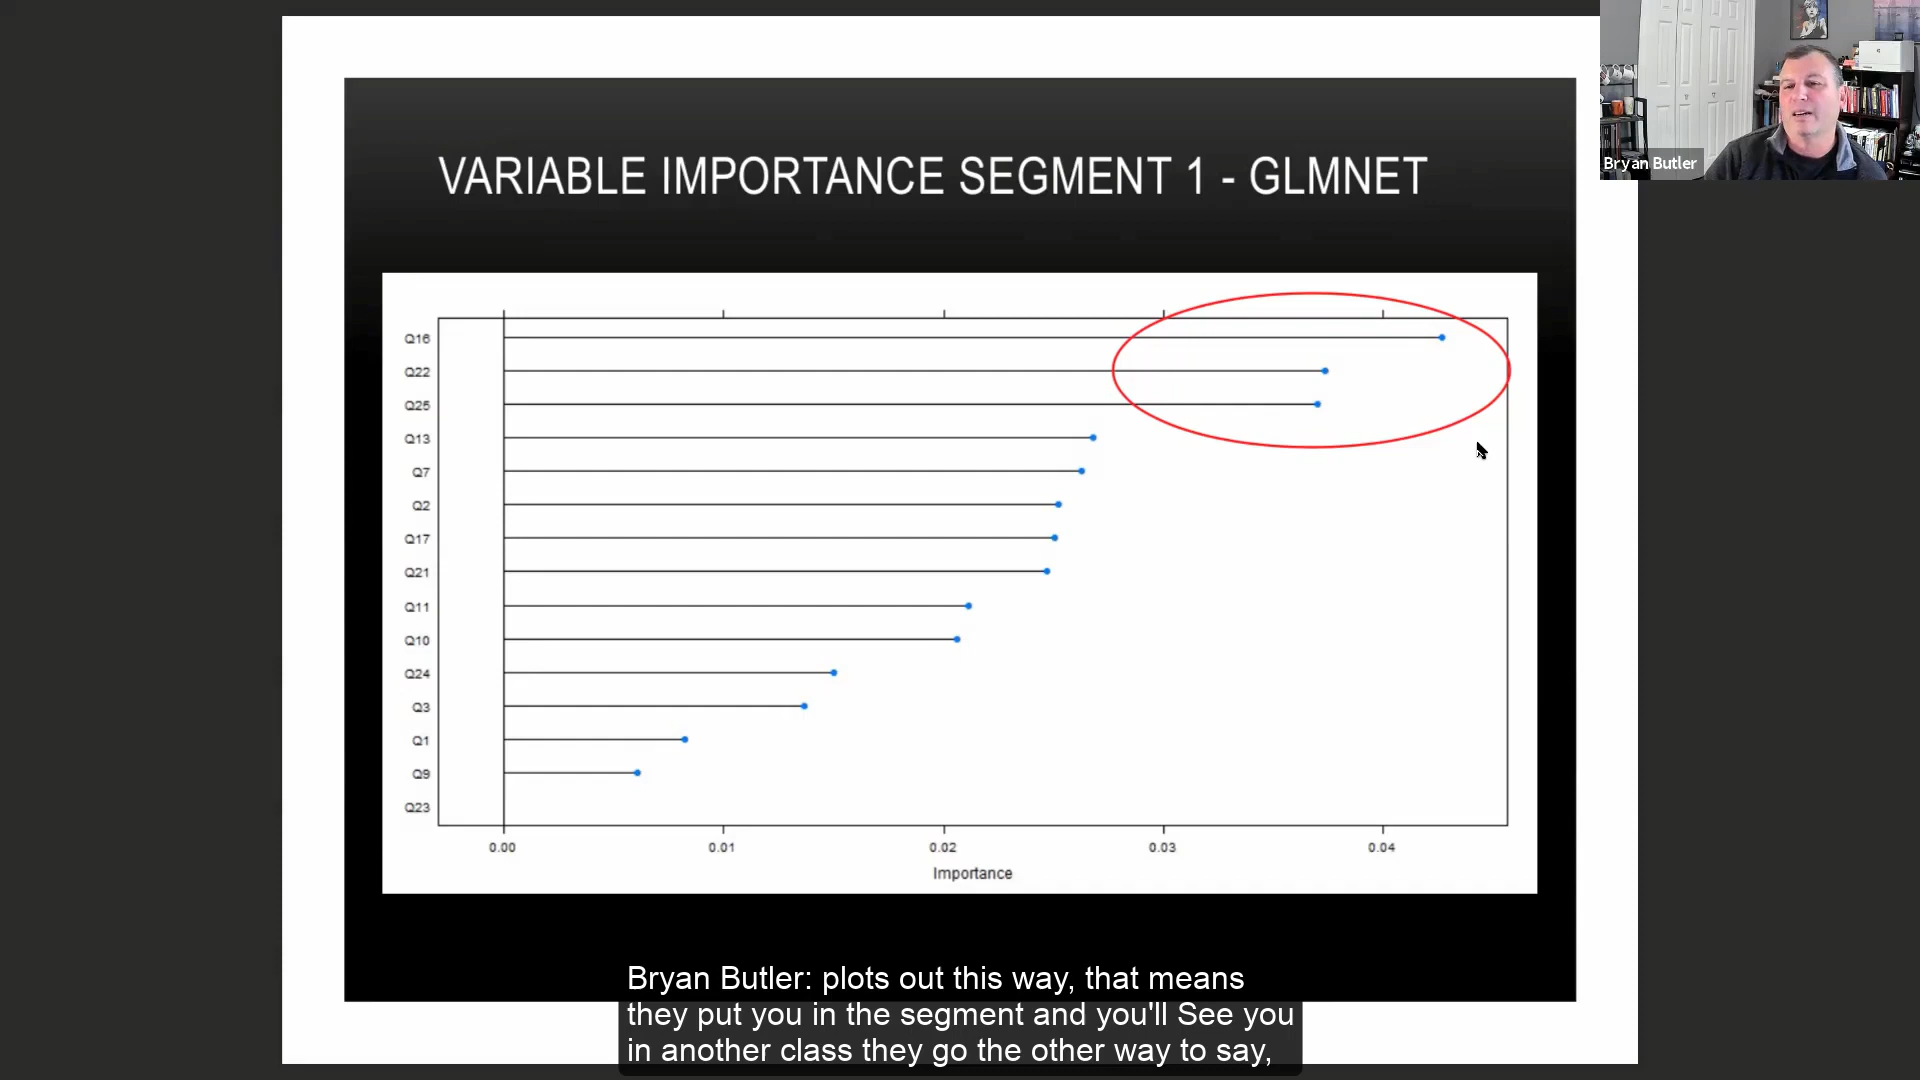 VARIABLE IMPORTANCE SEGMENT 1 - GLMNET
Bryan Butler
Q16
Q22
Q25
Q13
Q7
Q2
Q17
Q21
Q11
Q10
Q24
Q3
Q1
Q9
Q23
0.00 0.01 0.02 0.03 0.04
Importance
Bryan Butler: plots out this way, that means
they put you in the segment and you'll See you
in another class they go the other way to say,